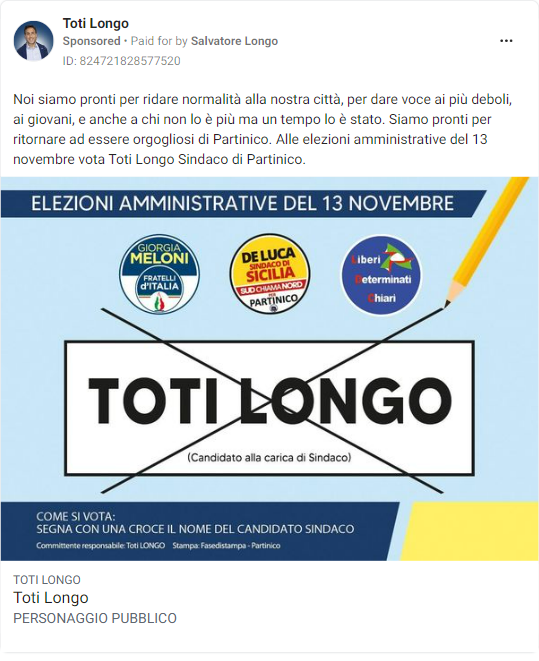 Toti Longo
Sponsored • Paid for by Salvatore Longo
ID: 824721828577520
Noi siamo pronti per ridare normalità alla nostra città, per dare voce ai più deboli,
ai giovani, e anche a chi non lo è più ma un tempo lo è stato. Siamo pronti per
ritornare ad essere orgogliosi di Partinico. Alle elezioni amministrative del 13
novembre vota Toti Longo Sindaco di Partinico.
ELEZIONI AMMINISTRATIVE DEL 13 NOVEMBRE
GIORGIA
MELONI
FRATELLI
d'ITALIA
DE LUCA
SINDACO DI
SICILIA
SUD CHIAMA NORD
PER
PARTINICO
Liberi
Determinati
Chiari
TOTI LONGO
(Candidato alla carica di Sindaco)
COME SI VOTA:
SEGNA CON UNA CROCE IL NOME DEL CANDIDATO SINDACO
Committente responsabile: Toti LONGO Stampa: Fasedistampa - Partinico
TOTI LONGO
Toti Longo
PERSONAGGIO PUBBLICO